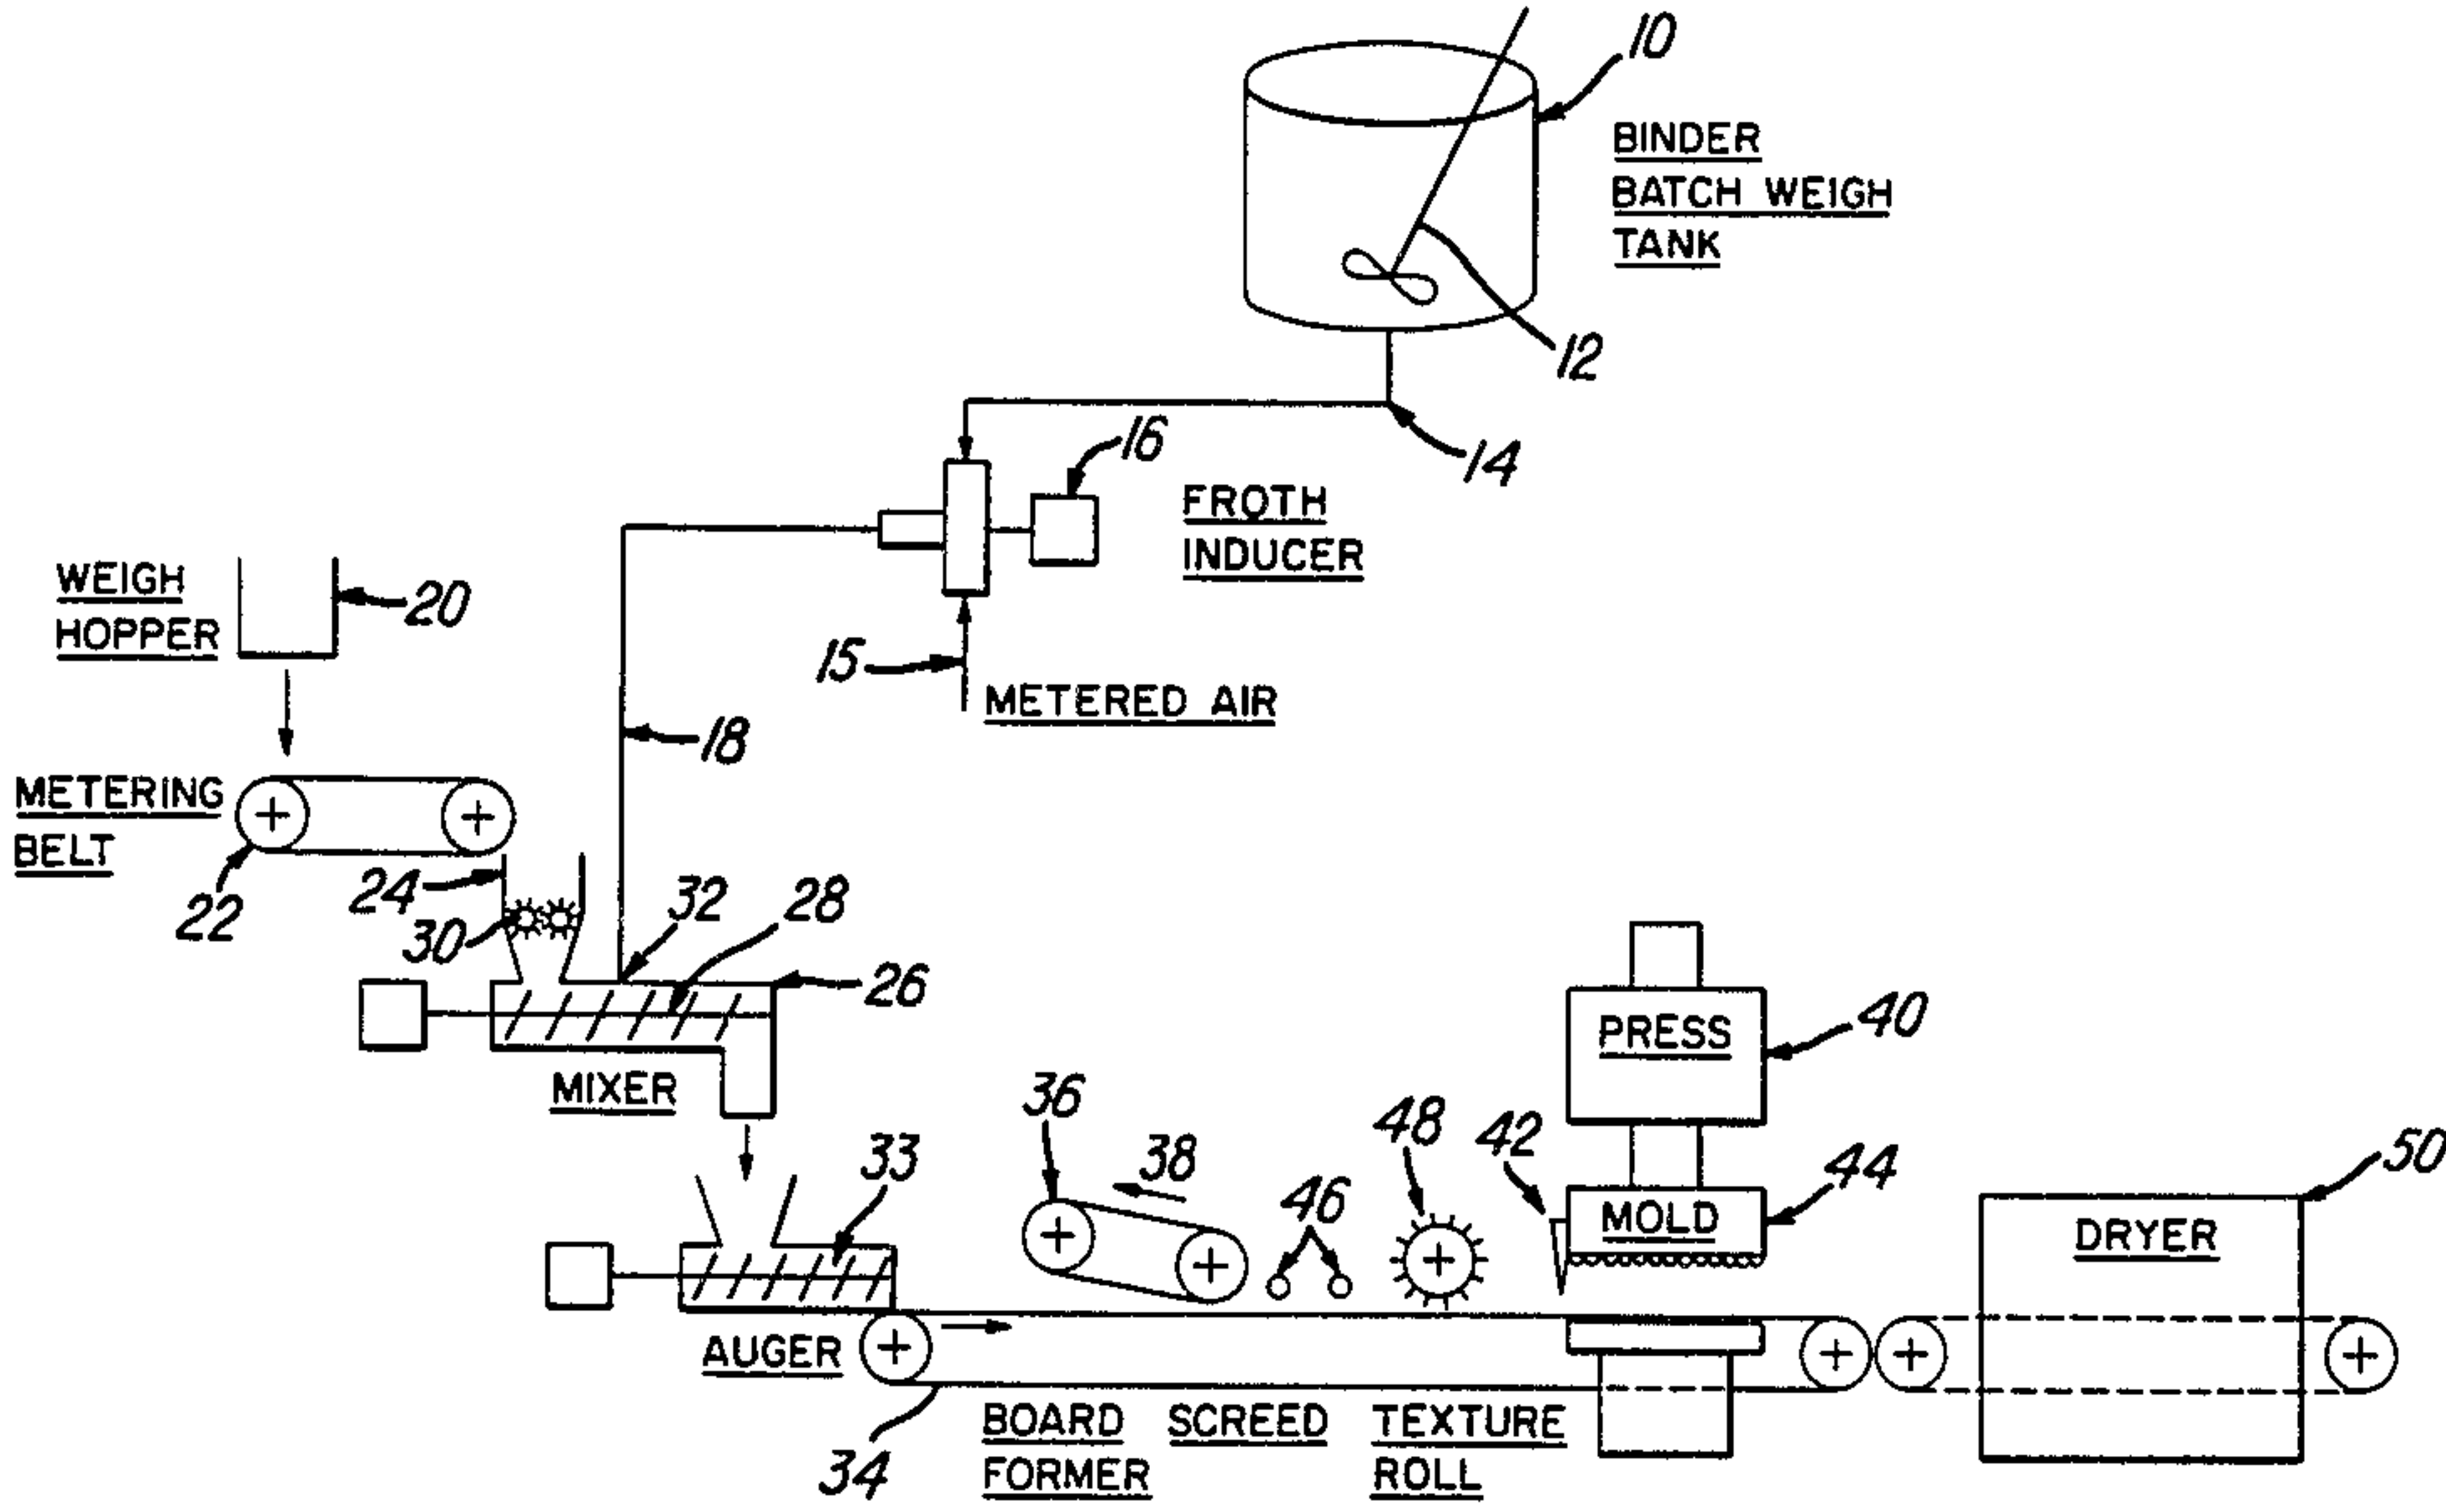 10
BINDER
BATCH WEIGH
TANK
12
14
16
FROTH
INDUCER
WEIGH
HOPPER
20
15
METERED AIR
18
METERING
BELT
22
24
30
32
28
26
MIXER
PRESS
40
36
38
48
42
44
33
46
MOLD
50
DRYER
AUGER
34
BOARD
FORMER
SCREED
TEXTURE
ROLL